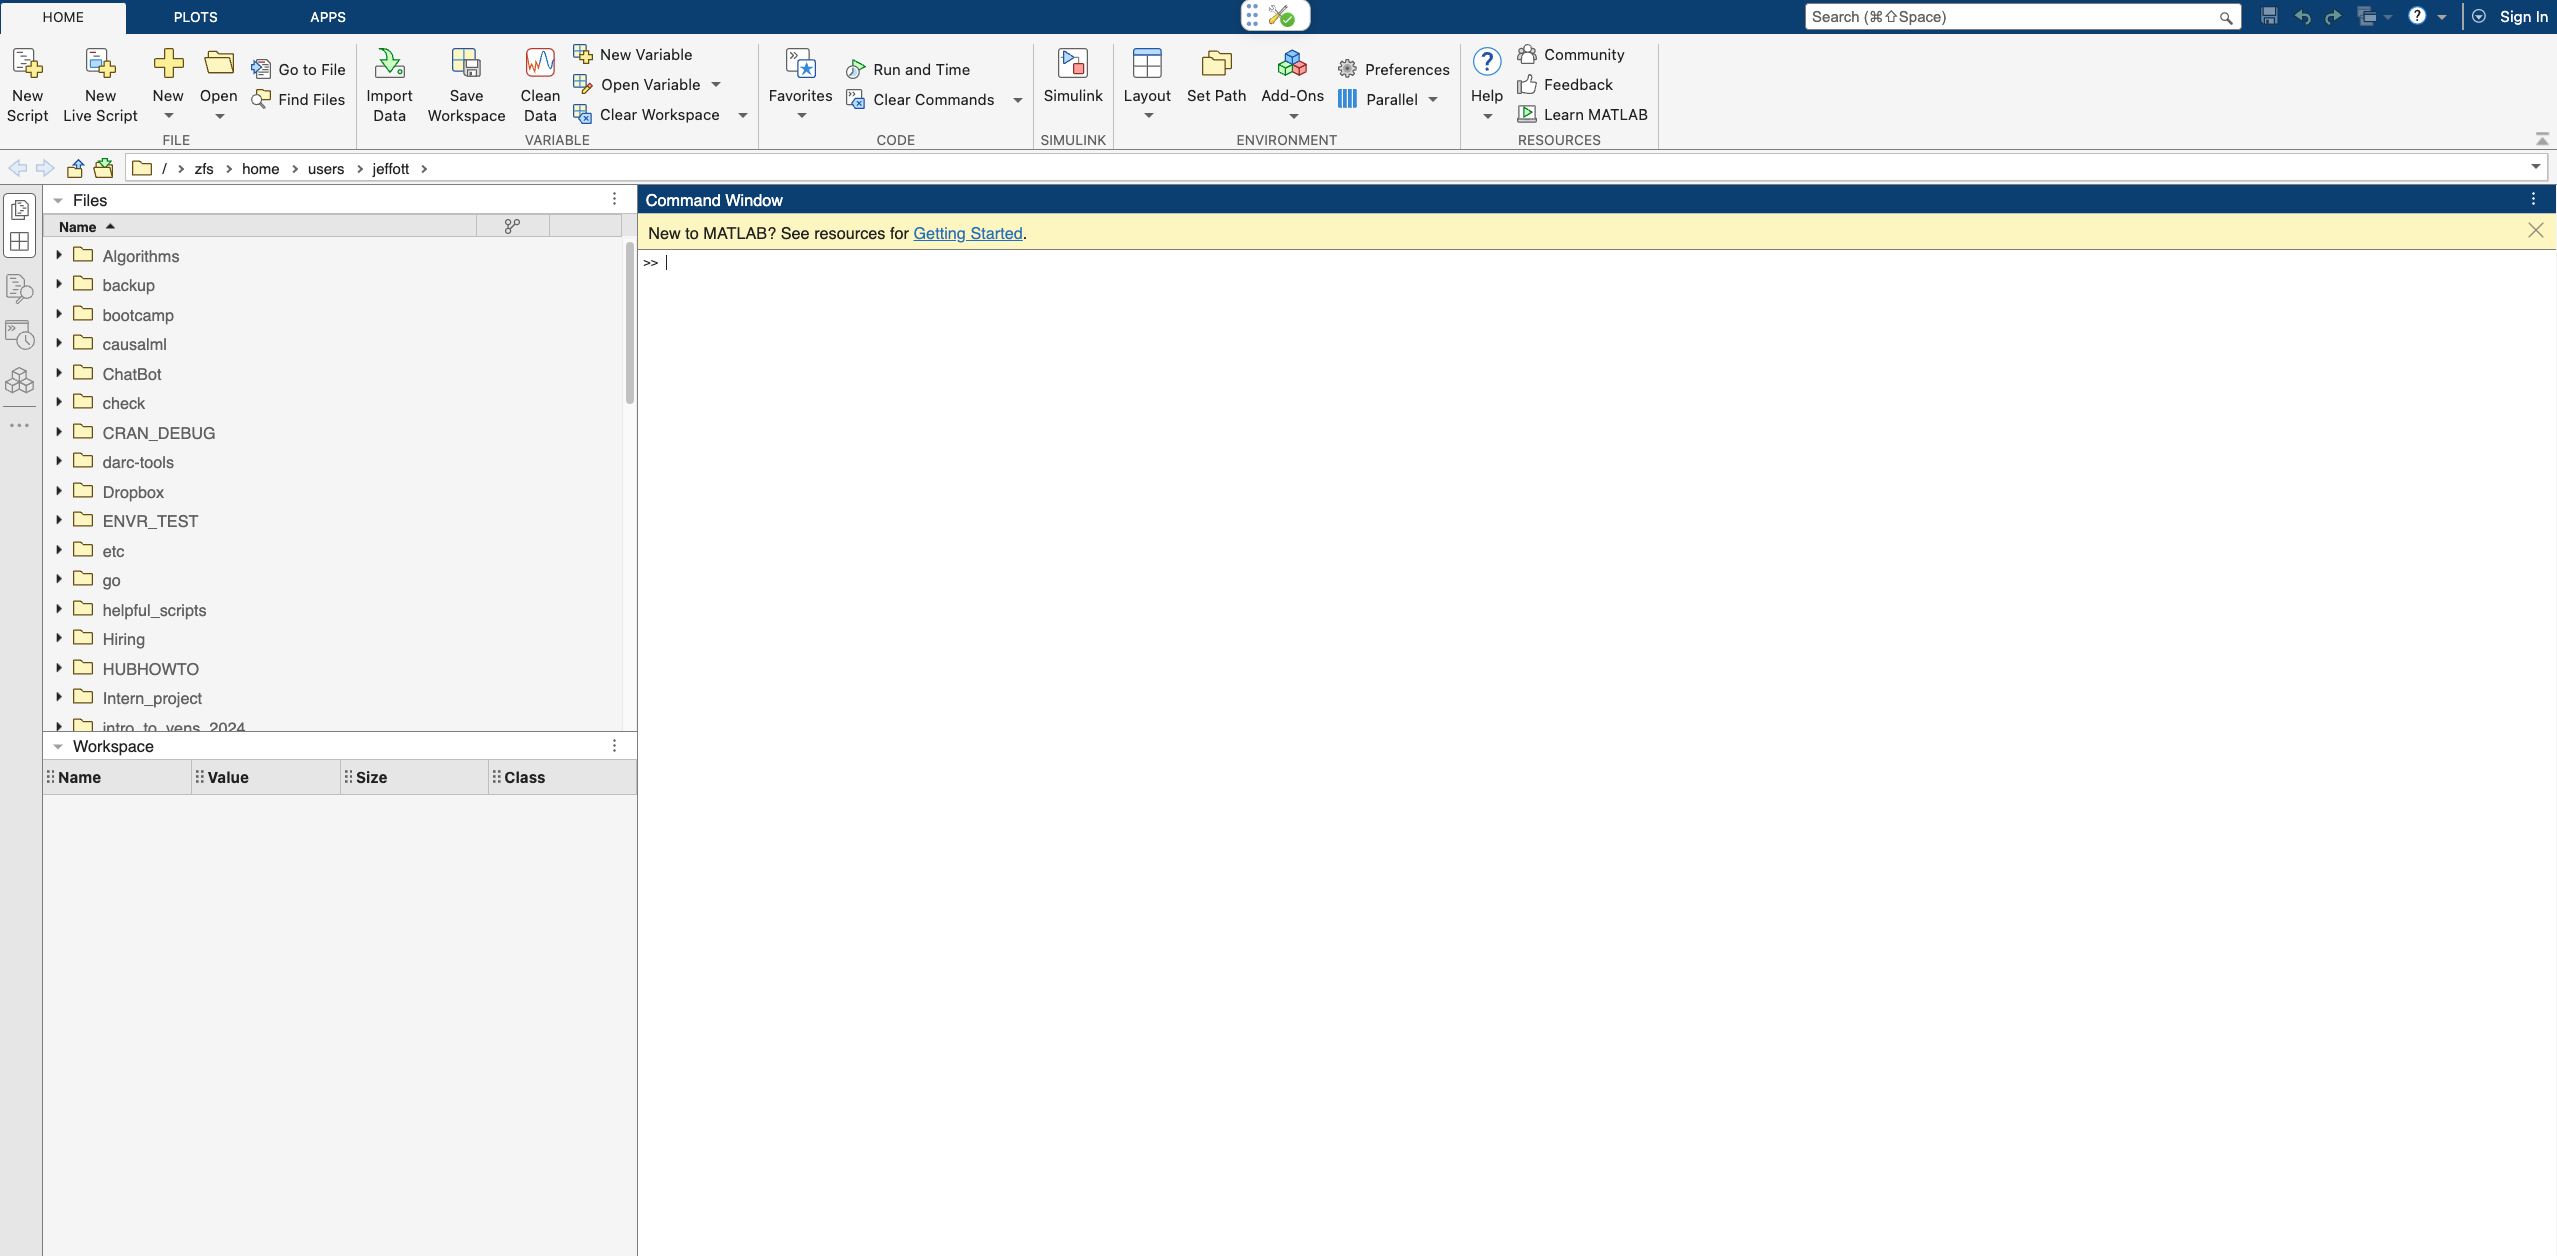 HOME PLOTS APPS Search (⌘⇧Space) Sign In
New Script
New Live Script
New
Open
Go to File
Find Files
FILE
Import Data
Save Workspace
Clean Data
New Variable
Open Variable
Clear Workspace
VARIABLE
Favorites
Run and Time
Clear Commands
CODE
Simulink
SIMULINK
Layout
Set Path
Add-Ons
Preferences
Parallel
ENVIRONMENT
Help
Community
Feedback
Learn MATLAB
RESOURCES
/ › zfs › home › users › jeffott ›
Files
Name
Algorithms
backup
bootcamp
causalml
ChatBot
check
CRAN_DEBUG
darc-tools
Dropbox
ENVR_TEST
etc
go
helpful_scripts
Hiring
HUBHOWTO
Intern_project
intro_to_yens_2024
Workspace
Name Value Size Class
Command Window
New to MATLAB? See resources for Getting Started.
>>